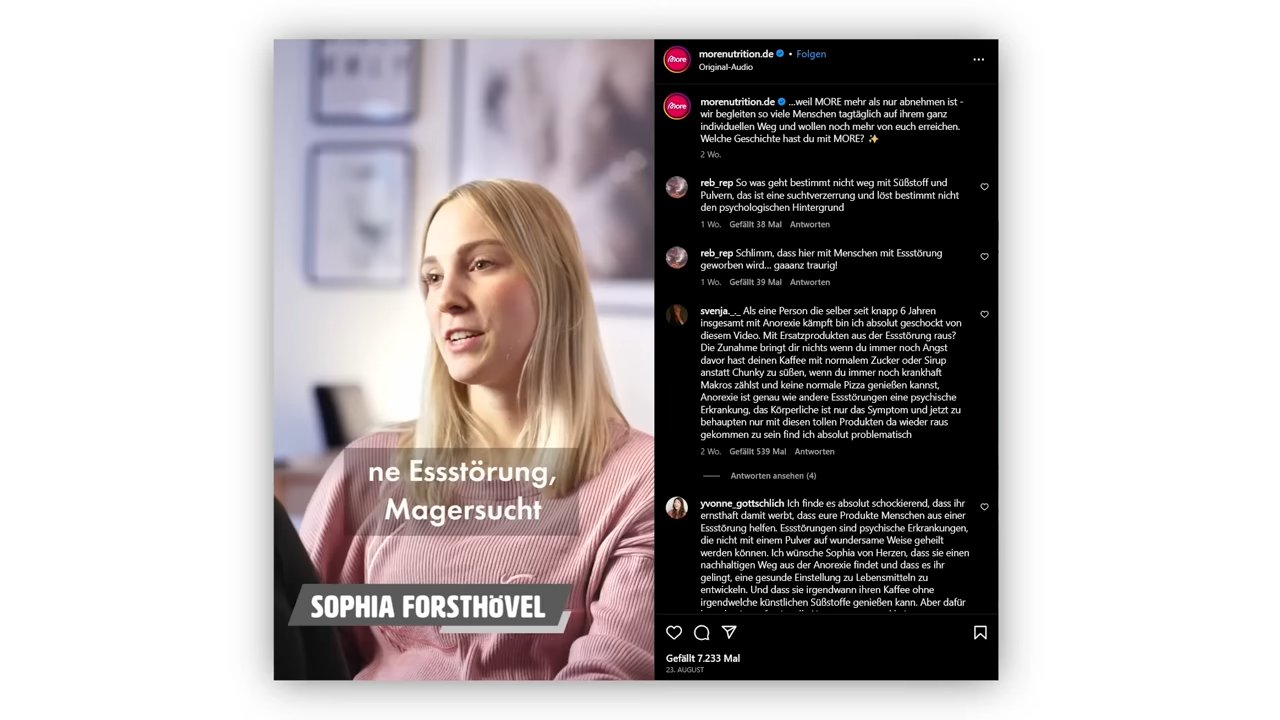 ne Essstörung,
Magersucht
SOPHIA FORSTHÖVEL
more
morenutrition.de • Folgen
Original-Audio
more
morenutrition.de ...weil MORE mehr als nur abnehmen ist -
wir begleiten so viele Menschen tagtäglich auf ihrem ganz
individuellen Weg und wollen noch mehr von euch erreichen.
Welche Geschichte hast du mit MORE? ✨
2 Wo.
reb_rep So was geht bestimmt nicht weg mit Süßstoff und
Pulvern, das ist eine suchtverzerrung und löst bestimmt nicht
den psychologischen Hintergrund
1 Wo. Gefällt 38 Mal Antworten
reb_rep Schlimm, dass hier mit Menschen mit Essstörung
geworben wird... gaaanz traurig!
1 Wo. Gefällt 39 Mal Antworten
svenja._._ Als eine Person die selber seit knapp 6 Jahren
insgesamt mit Anorexie kämpft bin ich absolut geschockt von
diesem Video. Mit Ersatzprodukten aus der Essstörung raus?
Die Zunahme bringt dir nichts wenn du immer noch Angst
davor hast deinen Kaffee mit normalem Zucker oder Sirup
anstatt Chunky zu süßen, wenn du immer noch krankhaft
Makros zählst und keine normale Pizza genießen kannst,
Anorexie ist genau wie andere Essstörungen eine psychische
Erkrankung, das Körperliche ist nur das Symptom und jetzt zu
behaupten nur mit diesen tollen Produkten da wieder raus
gekommen zu sein find ich absolut problematisch
2 Wo. Gefällt 539 Mal Antworten
Antworten ansehen (4)
yvonne_gottschlich Ich finde es absolut schockierend, dass ihr
ernsthaft damit werbt, dass eure Produkte Menschen aus einer
Essstörung helfen. Essstörungen sind psychische Erkrankungen,
die nicht mit einem Pulver auf wundersame Weise geheilt
werden können. Ich wünsche Sophia von Herzen, dass sie einen
nachhaltigen Weg aus der Anorexie findet und dass es ihr
gelingt, eine gesunde Einstellung zu Lebensmitteln zu
entwickeln. Und dass sie irgendwann ihren Kaffee ohne
irgendwelche künstlichen Süßstoffe genießen kann. Aber dafür
Gefällt 7.233 Mal
23. AUGUST